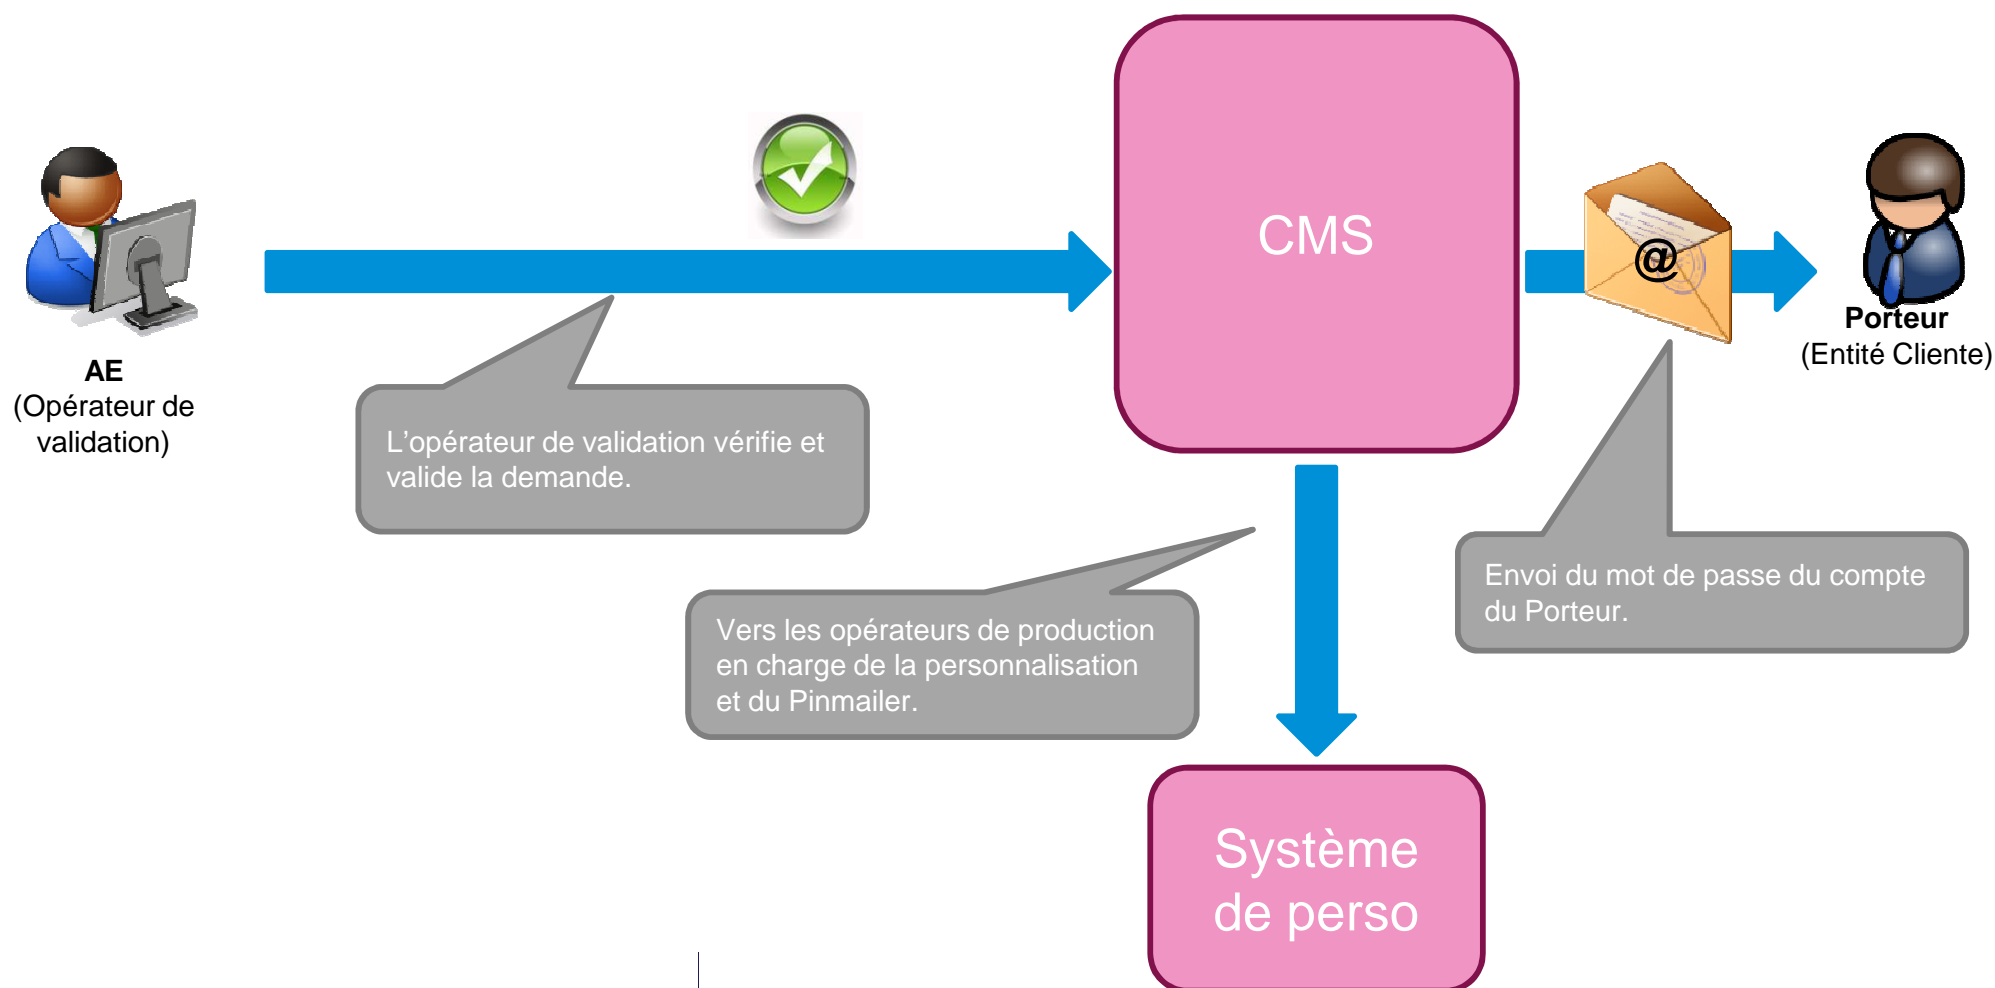 CMS
@
AE
(Opérateur de
validation)
Porteur
(Entité Cliente)
L’opérateur de validation vérifie et
valide la demande.
Vers les opérateurs de production
en charge de la personnalisation
et du Pinmailer.
Envoi du mot de passe du compte
du Porteur.
Système
de perso